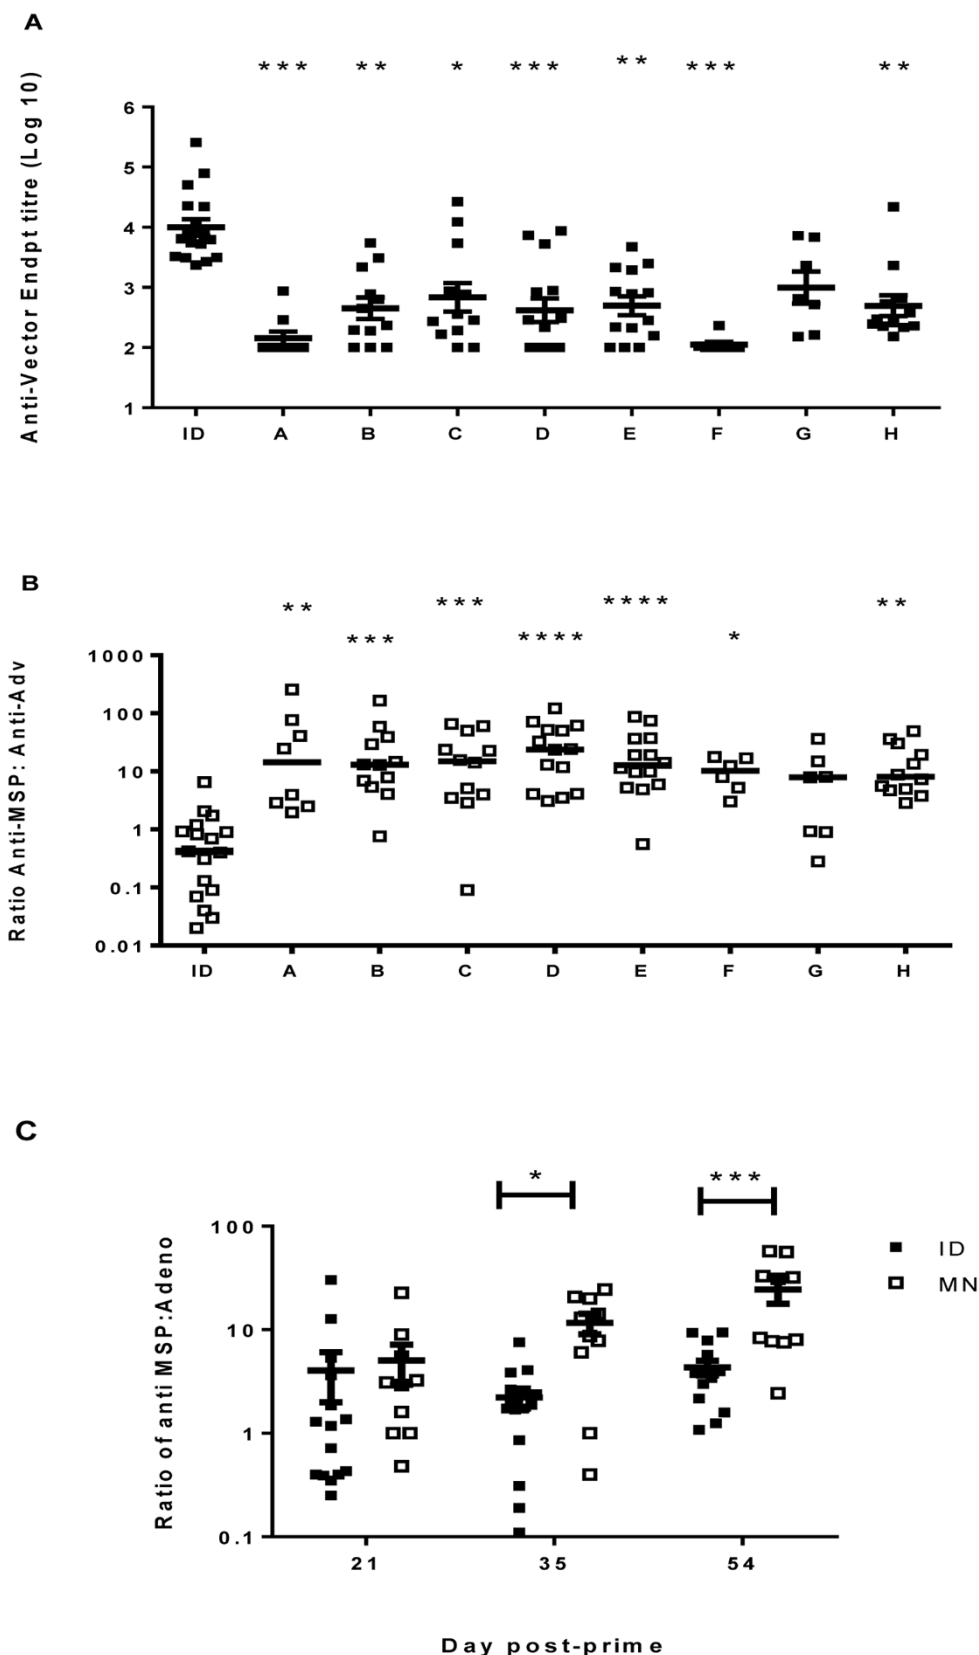 A
*** ** * *** ** *** **
Anti-Vector Endpt titre (Log 10)
6
5
4
3
2
1
ID A B C D E F G H
B
** *** **** **
*** **** *
Ratio Anti-MSP: Anti-Adv
1000
100
10
1
0.1
0.01
ID A B C D E F G H
C
* ***
Ratio of anti MSP:Adeno
100
10
1
0.1
ID
MN
21 35 54
Day post-prime